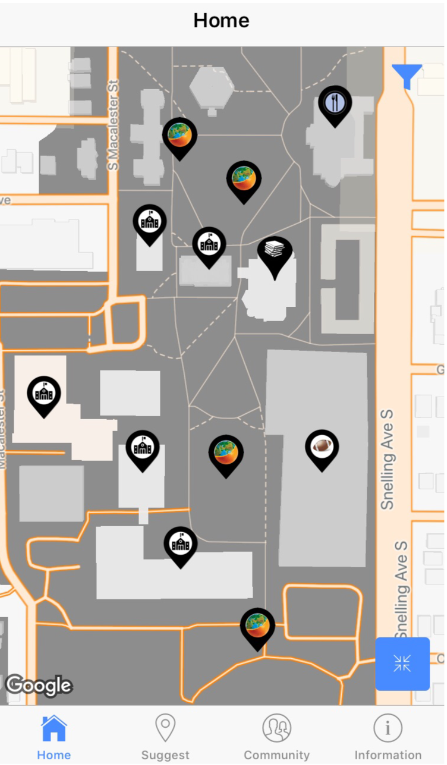 Home
S Macalester St
ve
G
Macalester St
Snelling Ave S
Snelling Ave S
C
Google
Home
Suggest
Community
Information